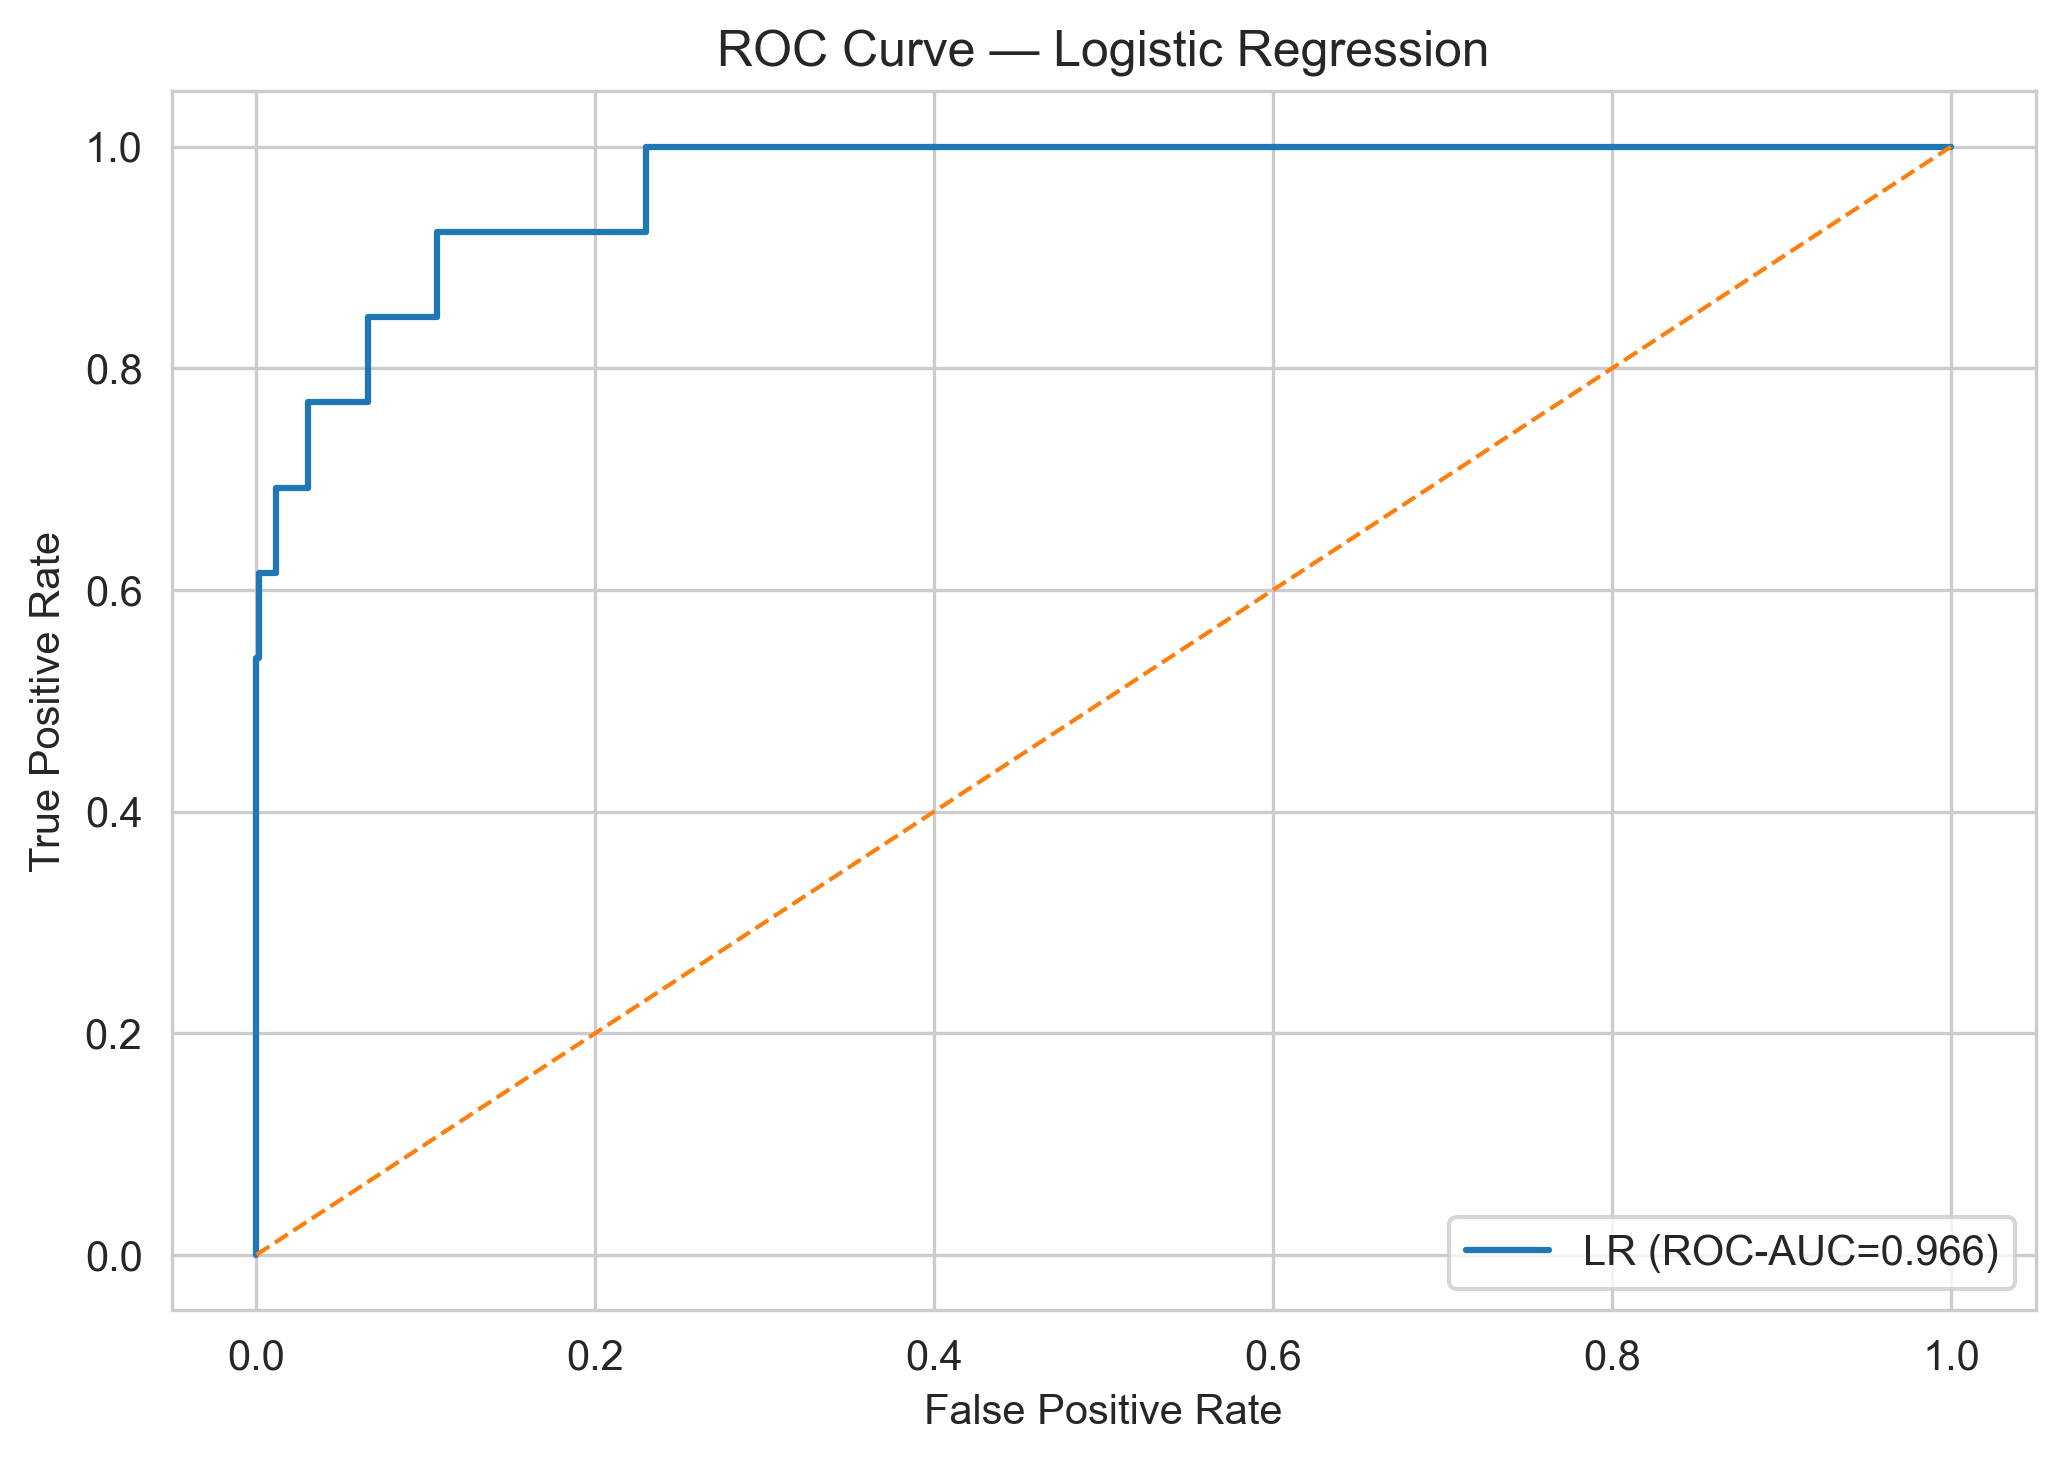 ROC Curve — Logistic Regression
True Positive Rate
1.0
0.8
0.6
0.4
0.2
0.0
LR (ROC-AUC=0.966)
0.0 0.2 0.4 0.6 0.8 1.0
False Positive Rate